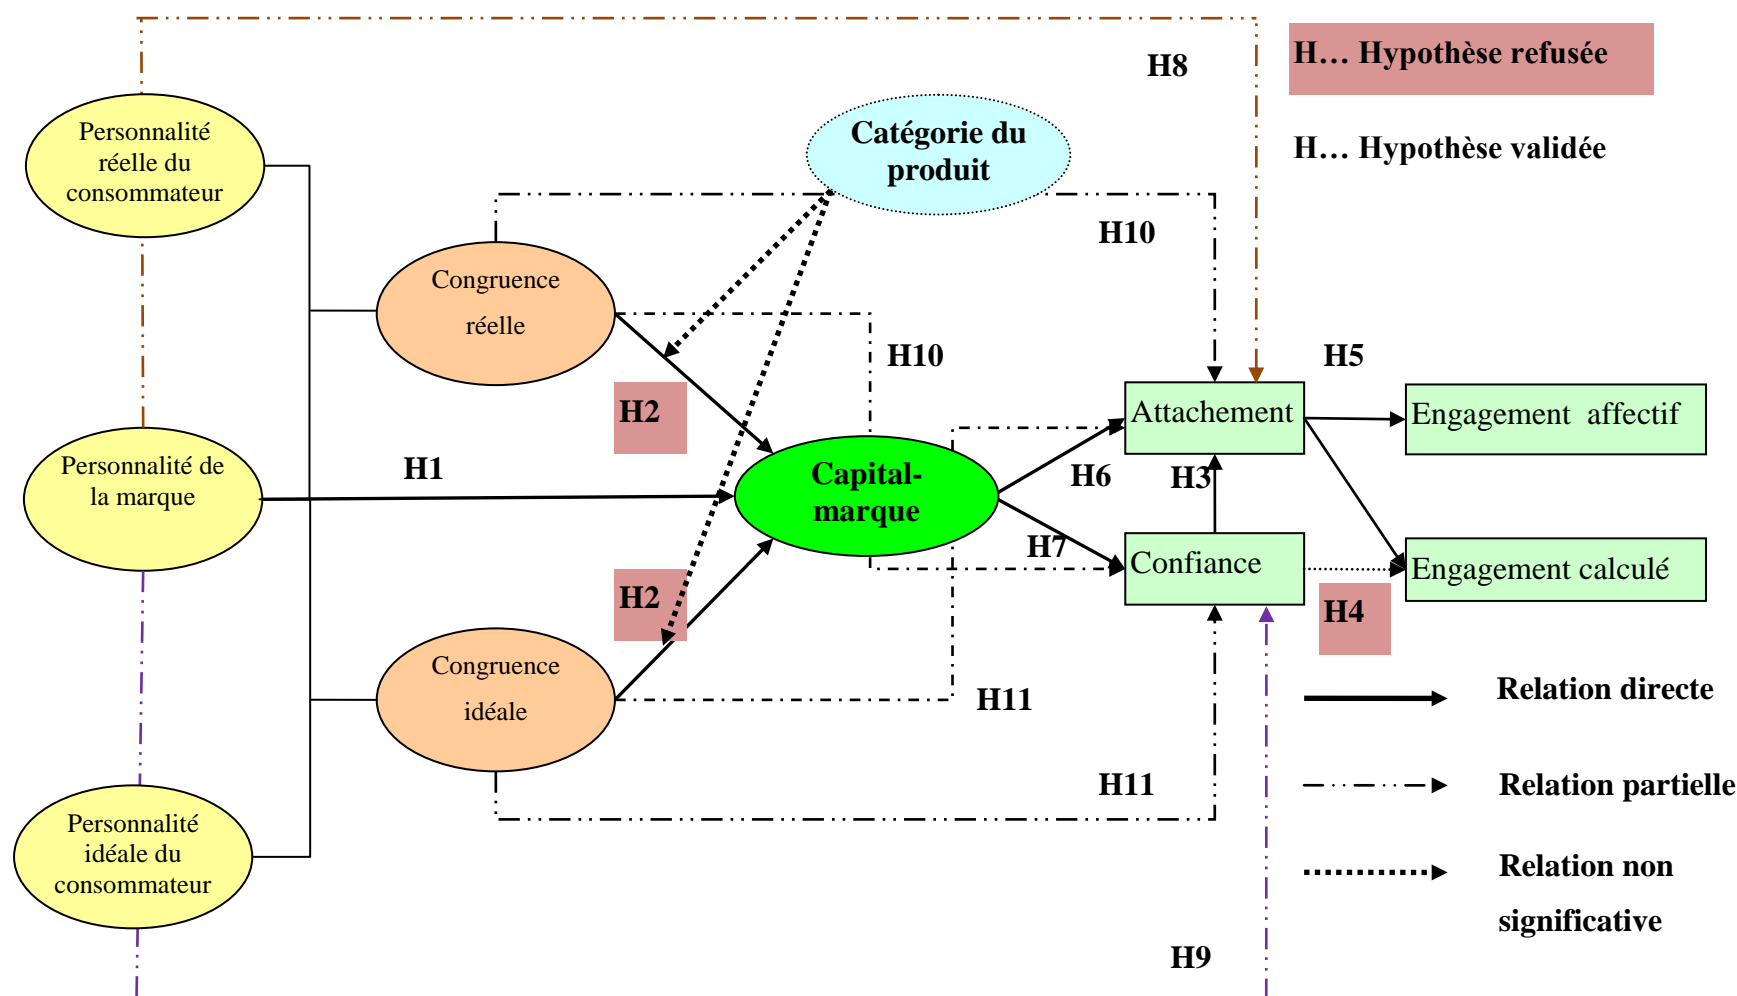 H8
H... Hypothèse refusée
Personnalité
réelle du
consommateur
Catégorie du
produit
H... Hypothèse validée
H10
Congruence
réelle
H10
H5
H2
Attachement
Engagement  affectif
Personnalité de
la marque
H1
Capital-
marque
H6
H3
H7
Confiance
Engagement calculé
H2
H4
Congruence
idéale
H11
Relation directe
H11
Relation partielle
Personnalité
idéale du
consommateur
Relation non
significative
H9